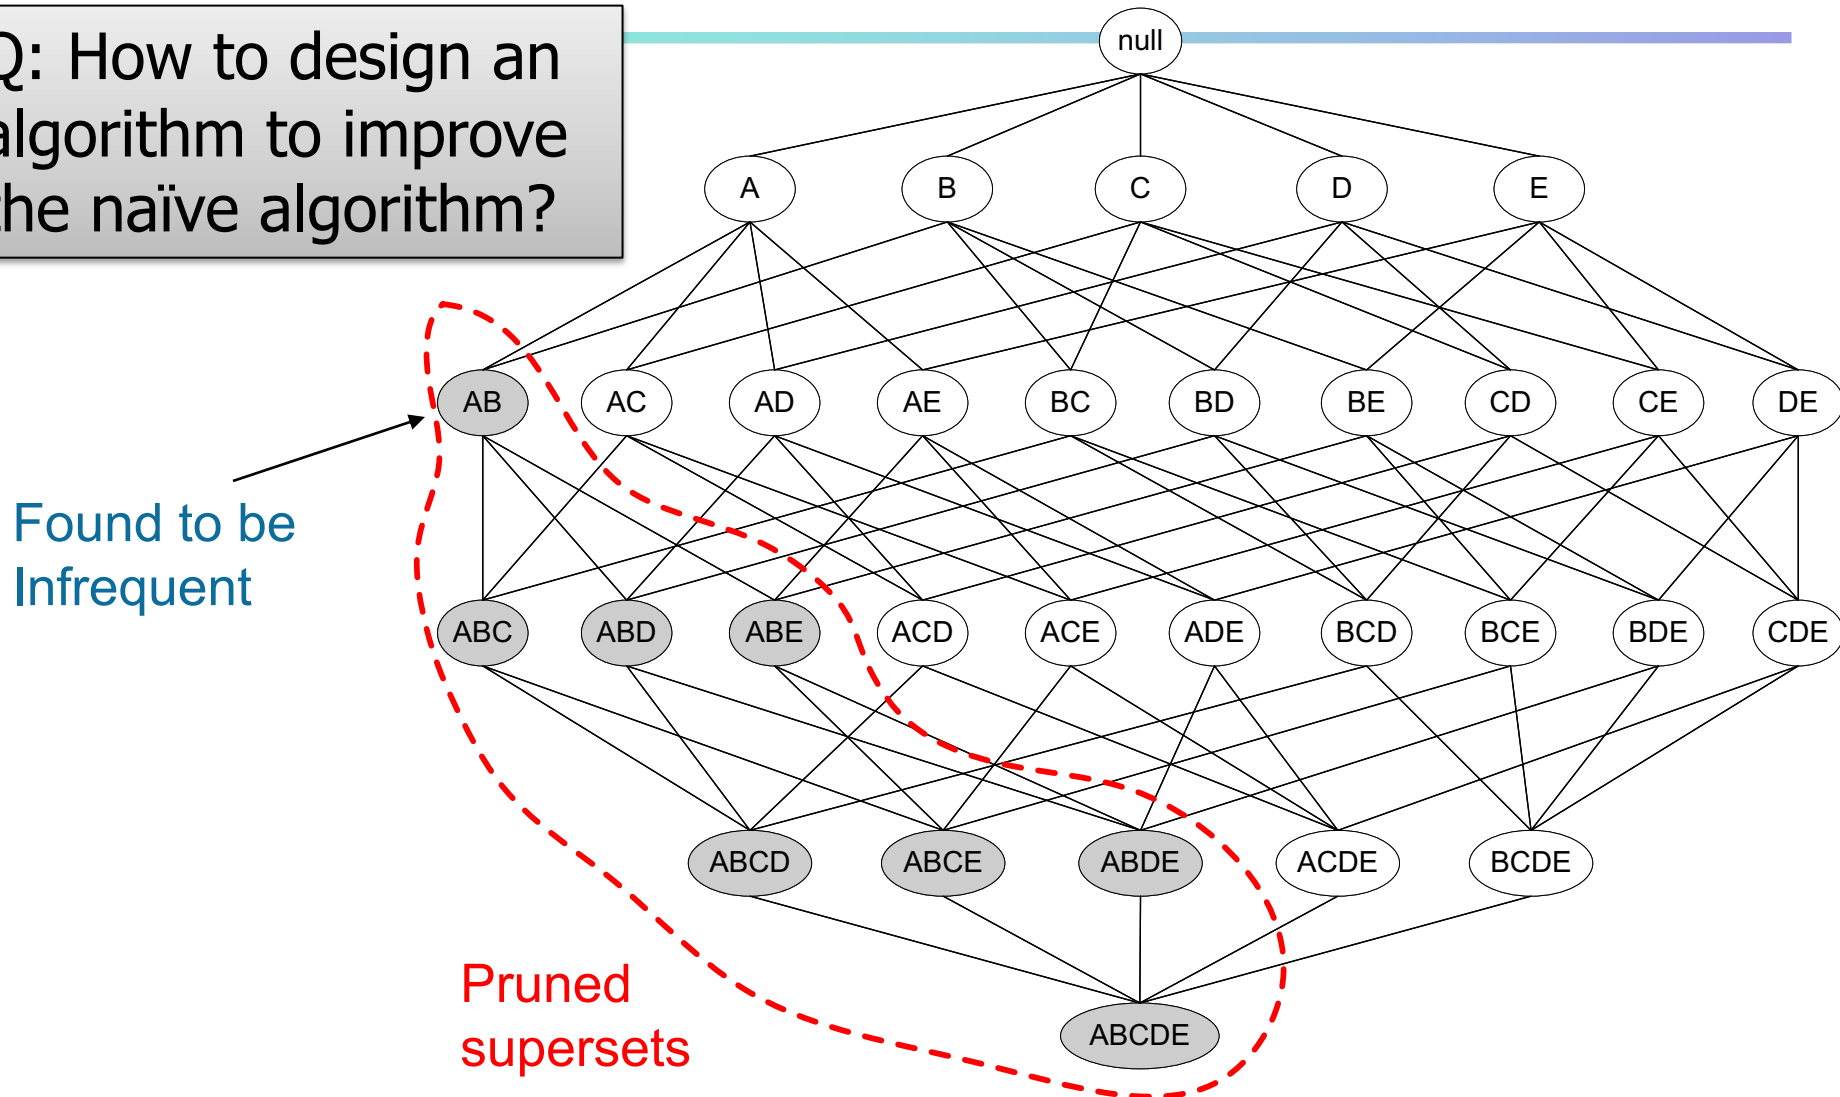 Q: How to design an
algorithm to improve
the naïve algorithm?
null
A B C D E
AB AC AD AE BC BD BE CD CE DE
Found to be
Infrequent
ABC ABD ABE ACD ACE ADE BCD BCE BDE CDE
ABCD ABCE ABDE ACDE BCDE
Pruned
supersets
ABCDE